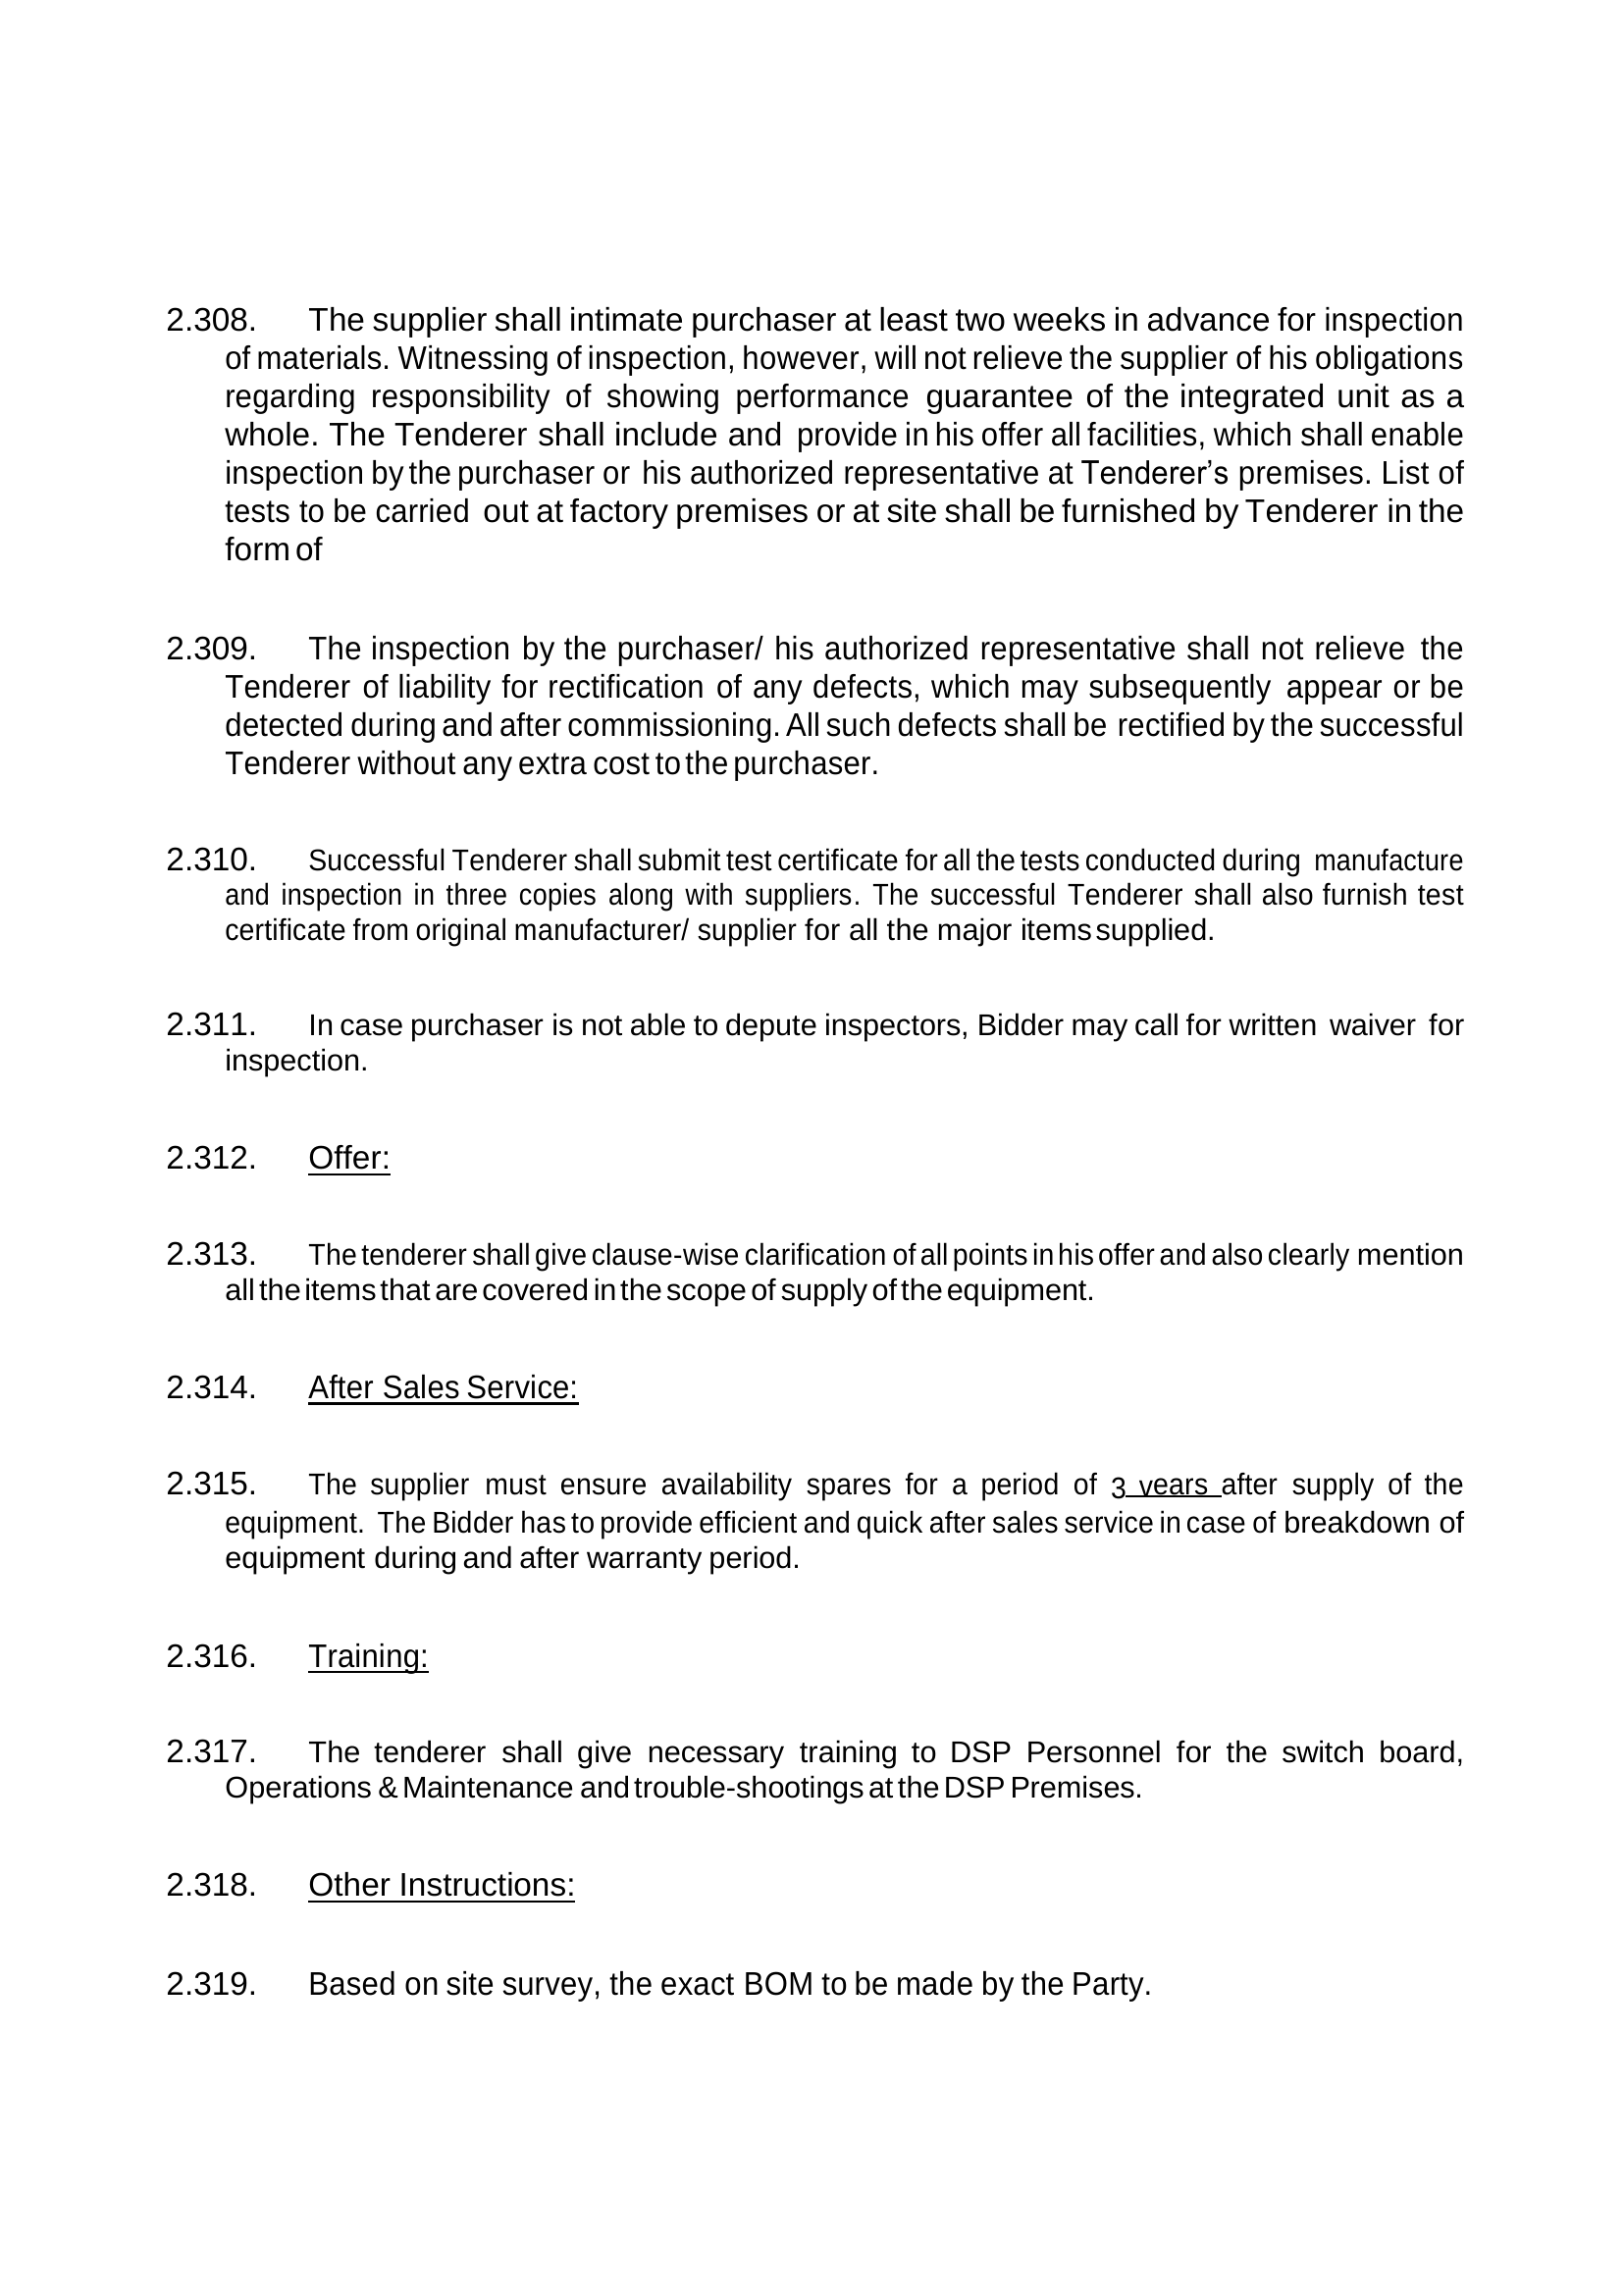 2.308. The supplier shall intimate purchaser at least two weeks in advance for inspection
of materials. Witnessing of inspection, however, will not relieve the supplier of his obligations
regarding responsibility of showing performance guarantee of the integrated unit as a
whole. The Tenderer shall include and provide in his offer all facilities, which shall enable
inspection by the purchaser or his authorized representative at Tenderer’s premises. List of
tests to be carried out at factory premises or at site shall be furnished by Tenderer in the
form of
2.309. The inspection by the purchaser/ his authorized representative shall not relieve the
Tenderer of liability for rectification of any defects, which may subsequently appear or be
detected during and after commissioning. All such defects shall be rectified by the successful
Tenderer without any extra cost to the purchaser.
2.310. Successful Tenderer shall submit test certificate for all the tests conducted during manufacture
and inspection in three copies along with suppliers. The successful Tenderer shall also furnish test
certificate from original manufacturer/ supplier for all the major items supplied.
2.311. In case purchaser is not able to depute inspectors, Bidder may call for written waiver for
inspection.
2.312. Offer:
2.313. The tenderer shall give clause-wise clarification of all points in his offer and also clearly mention
all the items that are covered in the scope of supply of the equipment.
2.314. After Sales Service:
2.315. The supplier must ensure availability spares for a period of 3 years after supply of the
equipment. The Bidder has to provide efficient and quick after sales service in case of breakdown of
equipment during and after warranty period.
2.316. Training:
2.317. The tenderer shall give necessary training to DSP Personnel for the switch board,
Operations & Maintenance and trouble-shootings at the DSP Premises.
2.318. Other Instructions:
2.319. Based on site survey, the exact BOM to be made by the Party.